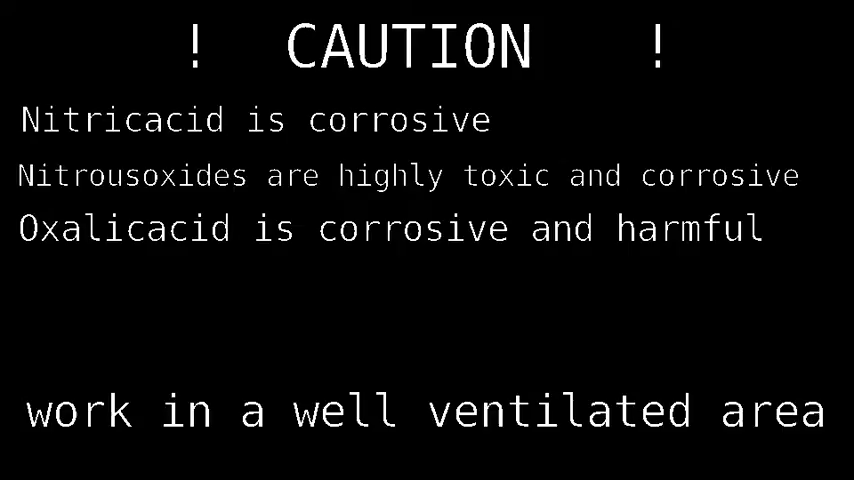 ! CAUTION !
Nitricacid is corrosive
Nitrousoxides are highly toxic and corrosive
Oxalicacid is corrosive and harmful
work in a well ventilated area